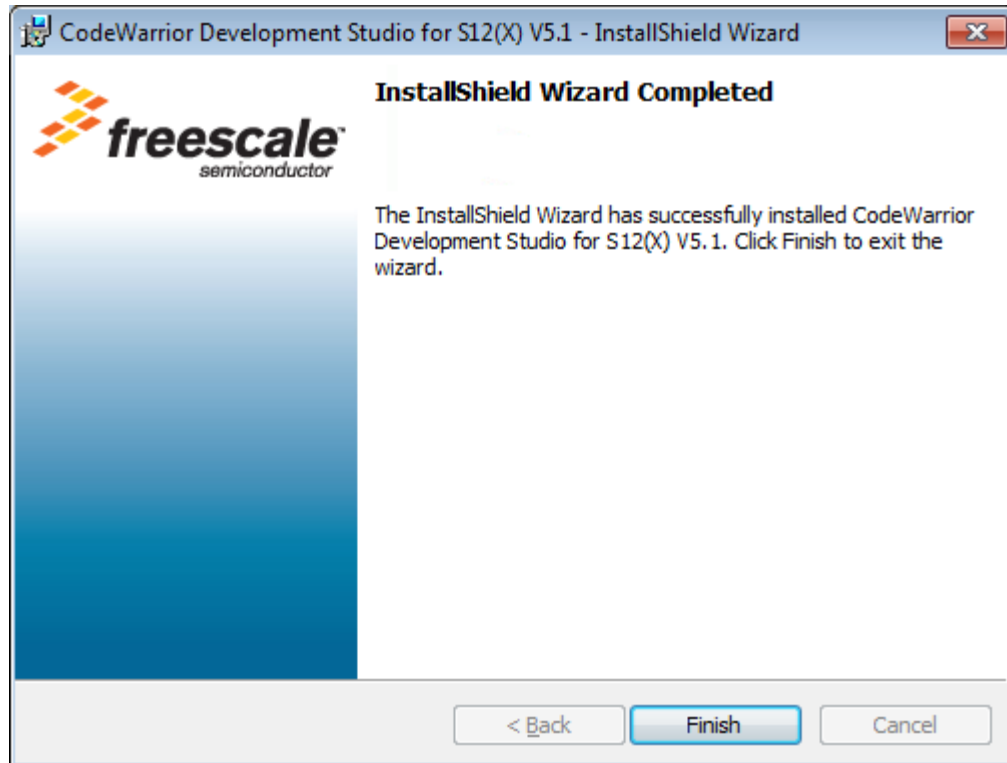 CodeWarrior Development Studio for S12(X) V5.1 - InstallShield Wizard
freescale™
semiconductor
InstallShield Wizard Completed
The InstallShield Wizard has successfully installed CodeWarrior
Development Studio for S12(X) V5.1. Click Finish to exit the
wizard.
< Back
Finish
Cancel